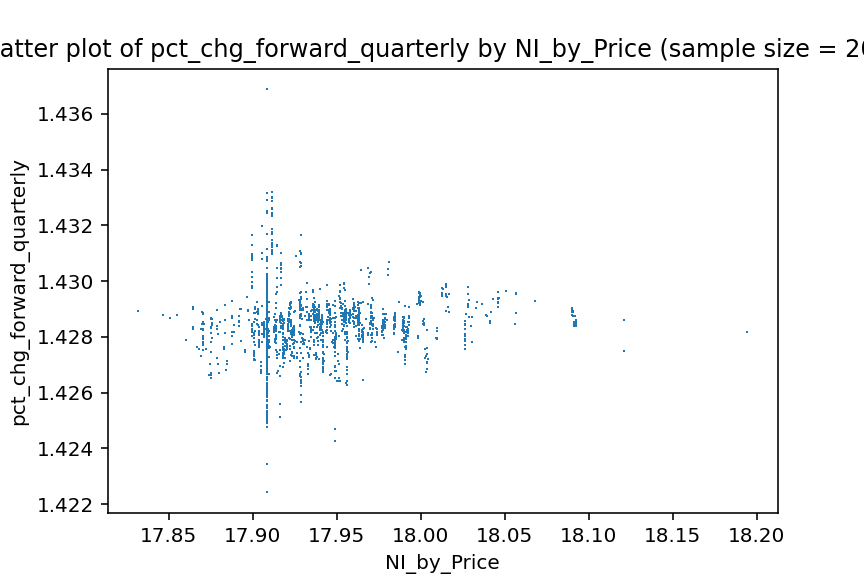 atter plot of pct_chg_forward_quarterly by NI_by_Price (sample size = 20
1.436
1.434
1.432
1.430
1.428
1.426
1.424
1.422
pct_chg_forward_quarterly
17.85 17.90 17.95 18.00 18.05 18.10 18.15 18.20
NI_by_Price